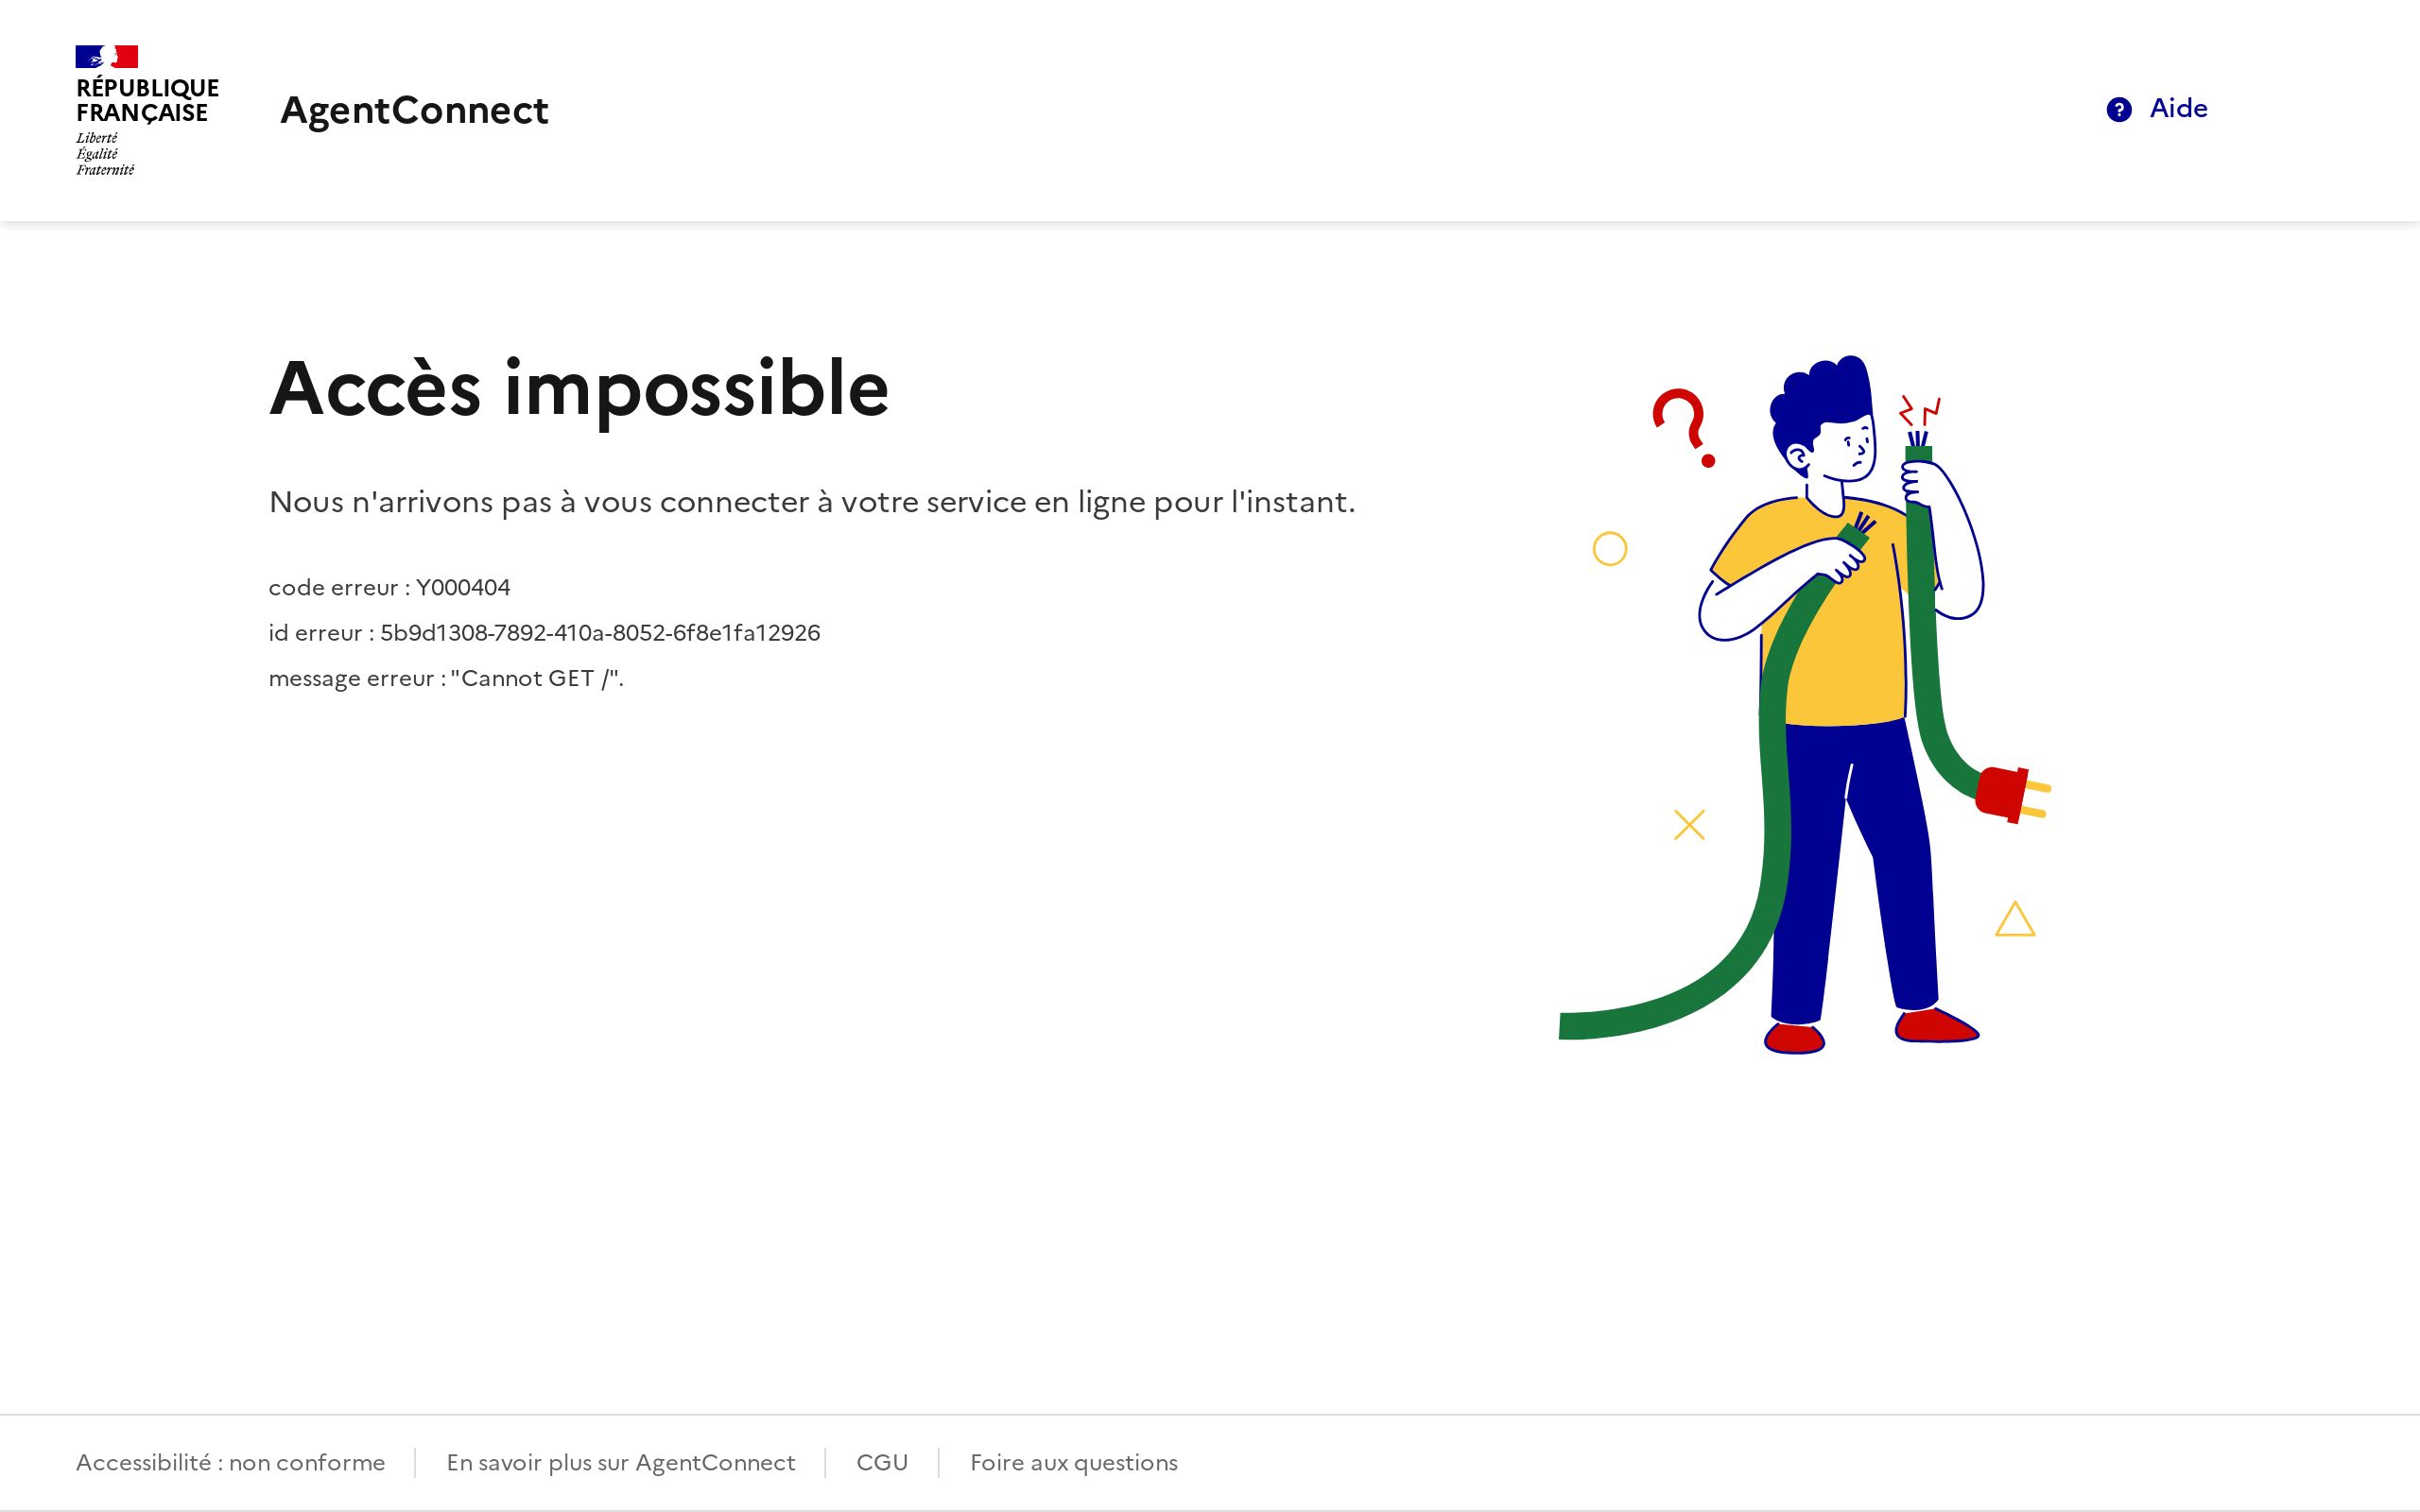 RÉPUBLIQUE
FRANÇAISE
Liberté
Égalité
Fraternité
AgentConnect
Aide
Accès impossible
Nous n'arrivons pas à vous connecter à votre service en ligne pour l'instant.
code erreur : Y000404
id erreur : 5b9d1308-7892-410a-8052-6f8e1fa12926
message erreur : "Cannot GET /".
Accessibilité : non conforme
En savoir plus sur AgentConnect
CGU
Foire aux questions